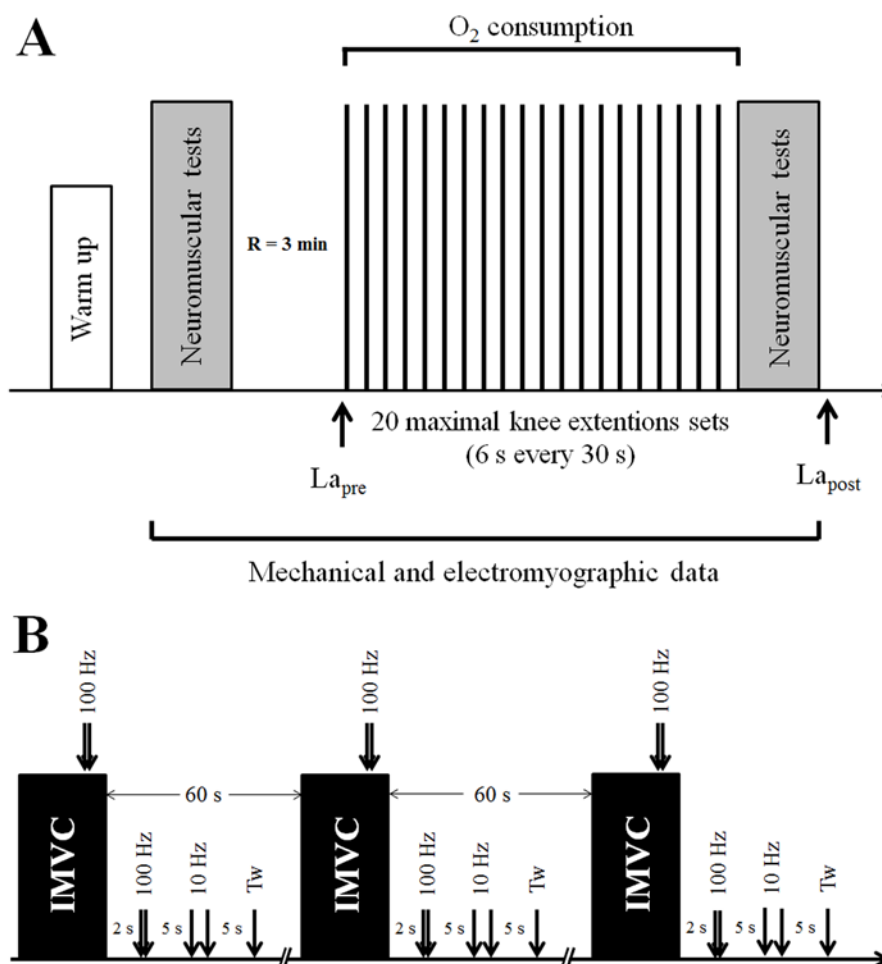 A
O₂ consumption
Warm up
Neuromuscular tests
R = 3 min
Neuromuscular tests
20 maximal knee extentions sets
(6 s every 30 s)
La_pre
La_post
Mechanical and electromyographic data
B
100 Hz
100 Hz
100 Hz
60 s
60 s
IMVC
IMVC
IMVC
2 s
100 Hz
5 s
10 Hz
5 s
Tw
2 s
100 Hz
5 s
10 Hz
5 s
Tw
2 s
100 Hz
5 s
10 Hz
5 s
Tw